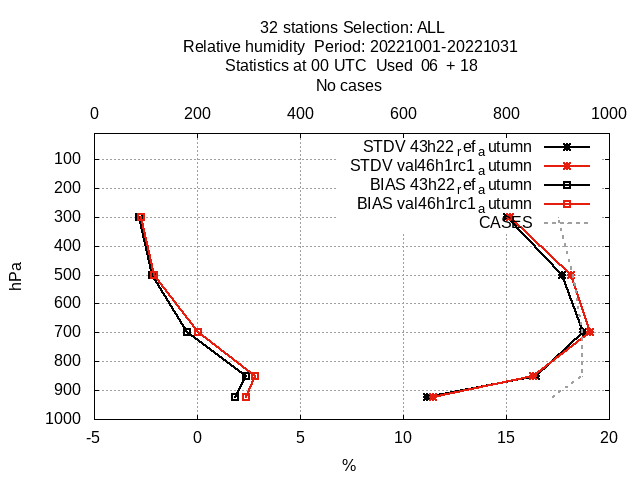 32 stations Selection: ALL
Relative humidity  Period: 20221001-20221031
Statistics at 00 UTC  Used  06  + 18
No cases
0 200 400 600 800 1000
STDV 43h22_ref_autumn
STDV val46h1rc1_autumn
BIAS 43h22_ref_autumn
BIAS val46h1rc1_autumn
CASES
100
200
300
400
500
600
700
800
900
1000
hPa
-5 0 5 10 15 20
%